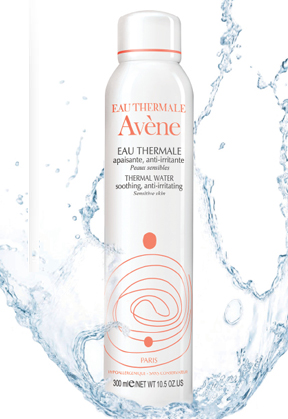 EAU THERMALE
Avène
EAU THERMALE
apaisante, anti-irritante
Peaux sensibles
THERMAL WATER
soothing, anti-irritating
Sensitive skin
PARIS
300 ml℮/NET WT 10.5 OZ.US